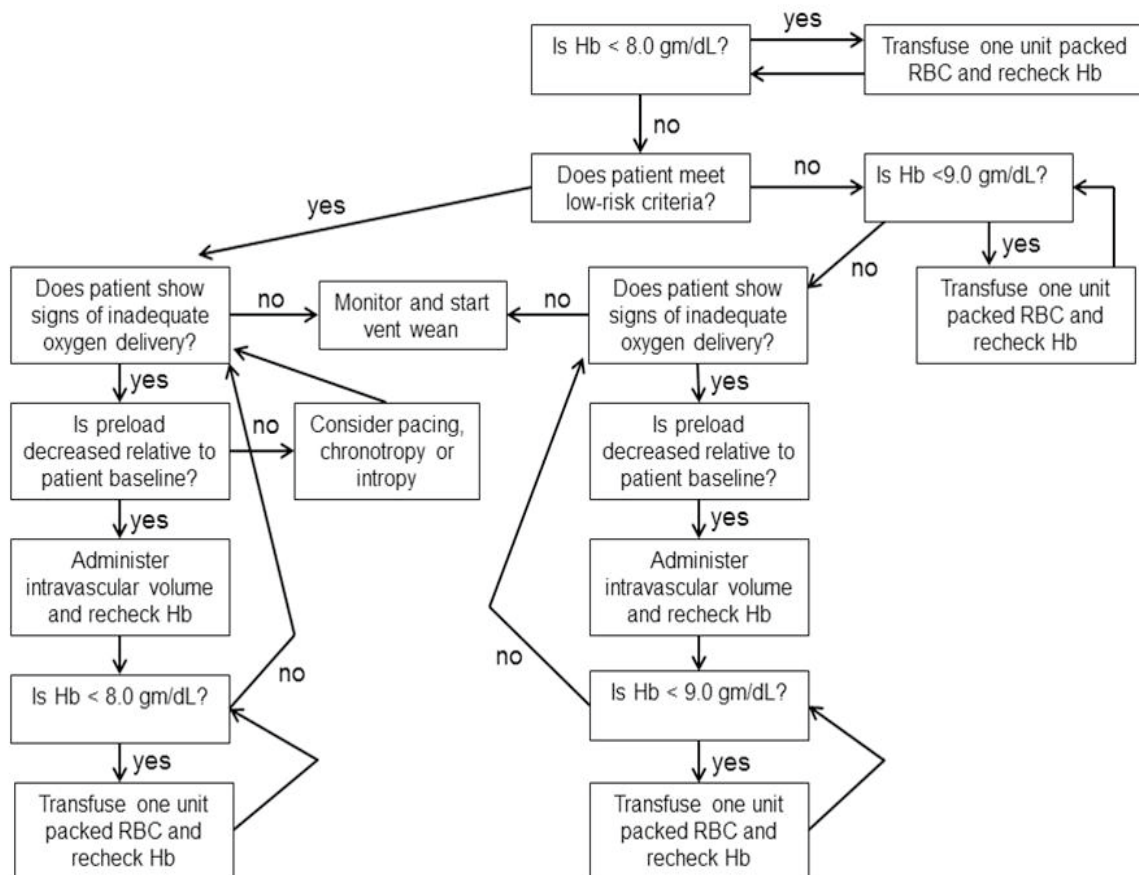 Is Hb < 8.0 gm/dL?
yes
Transfuse one unit packed
RBC and recheck Hb
no
Does patient meet
low-risk criteria?
no
Is Hb <9.0 gm/dL?
yes
yes
no
Transfuse one unit
packed RBC and
recheck Hb
Does patient show
signs of inadequate
oxygen delivery?
no
Monitor and start
vent wean
no
Does patient show
signs of inadequate
oxygen delivery?
yes
yes
Is preload
decreased relative to
patient baseline?
no
Consider pacing,
chronotropy or
intropy
Is preload
decreased relative to
patient baseline?
yes
yes
Administer
intravascular volume
and recheck Hb
Administer
intravascular volume
and recheck Hb
no
no
Is Hb < 8.0 gm/dL?
Is Hb < 9.0 gm/dL?
yes
yes
Transfuse one unit
packed RBC and
recheck Hb
Transfuse one unit
packed RBC and
recheck Hb